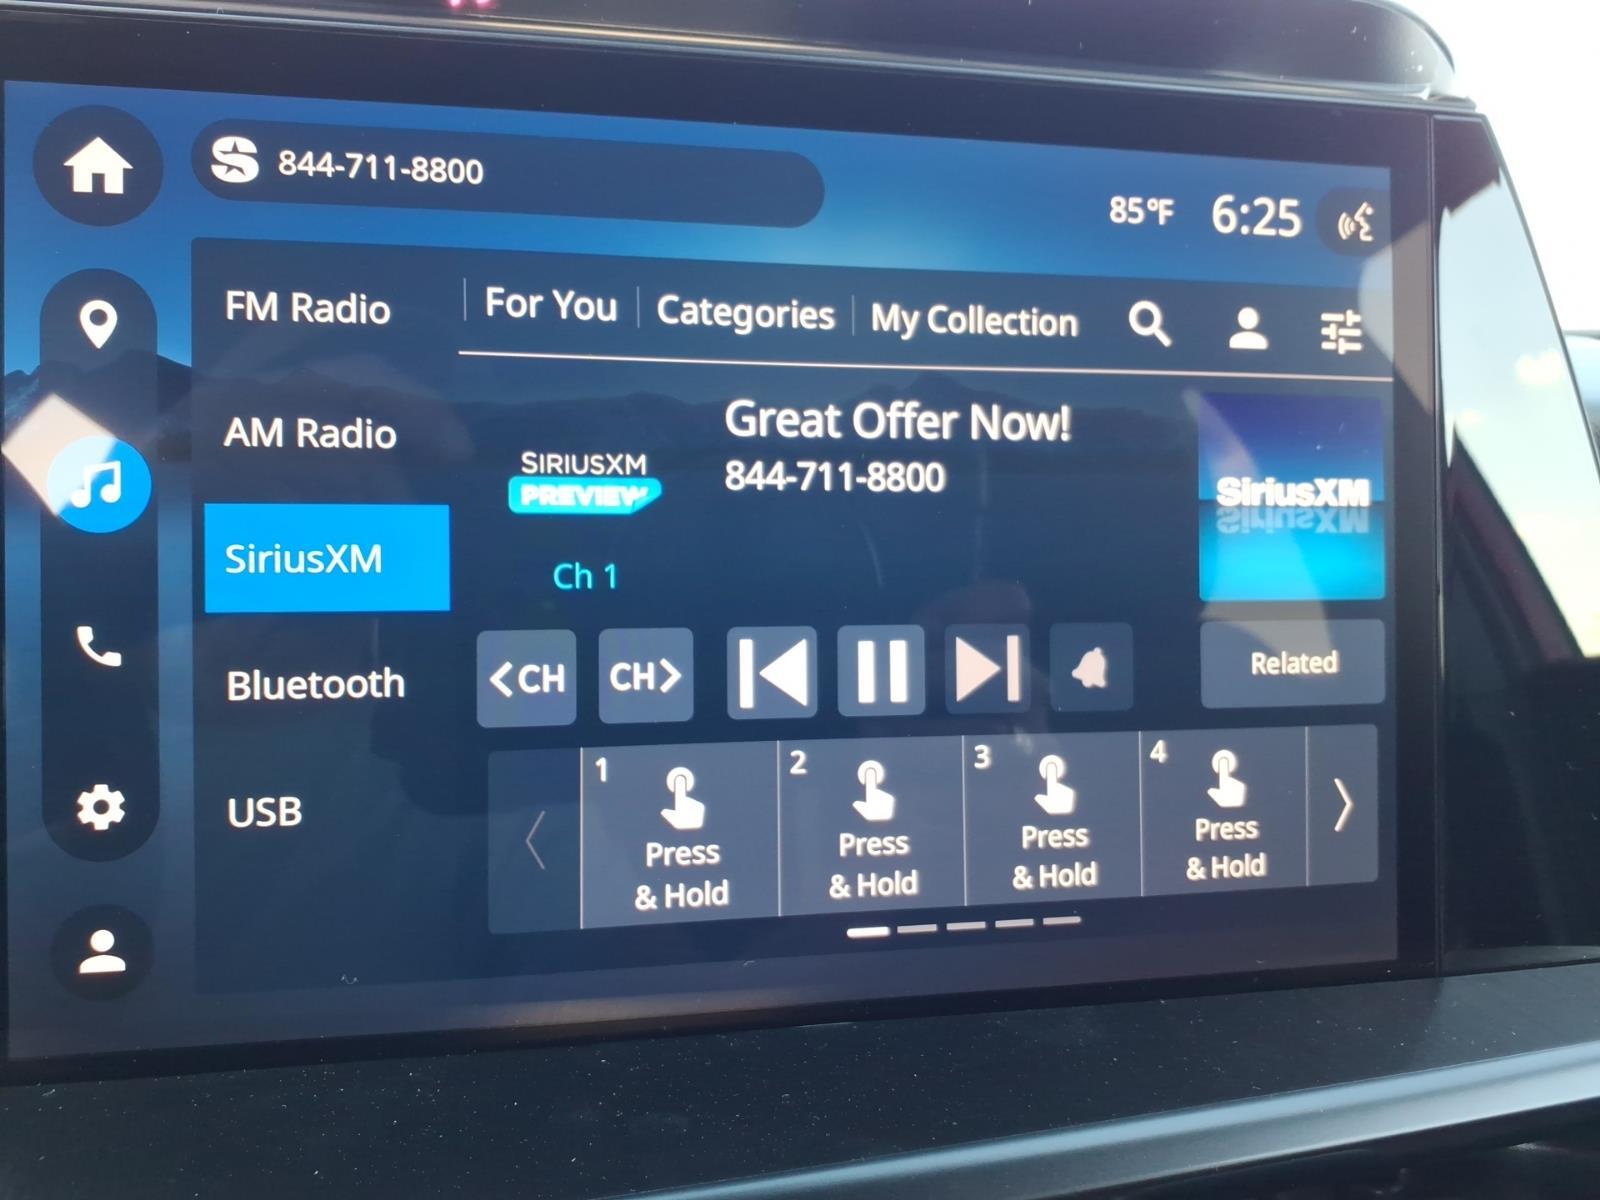 844-711-8800
85°F 6:25
FM Radio
For You
Categories
My Collection
AM Radio
SiriusXM
Bluetooth
USB
SIRIUSXM
PREVIEW
Great Offer Now!
844-711-8800
SiriusXM
Ch 1
<CH
CH>
Related
1
Press
& Hold
2
Press
& Hold
3
Press
& Hold
4
Press
& Hold